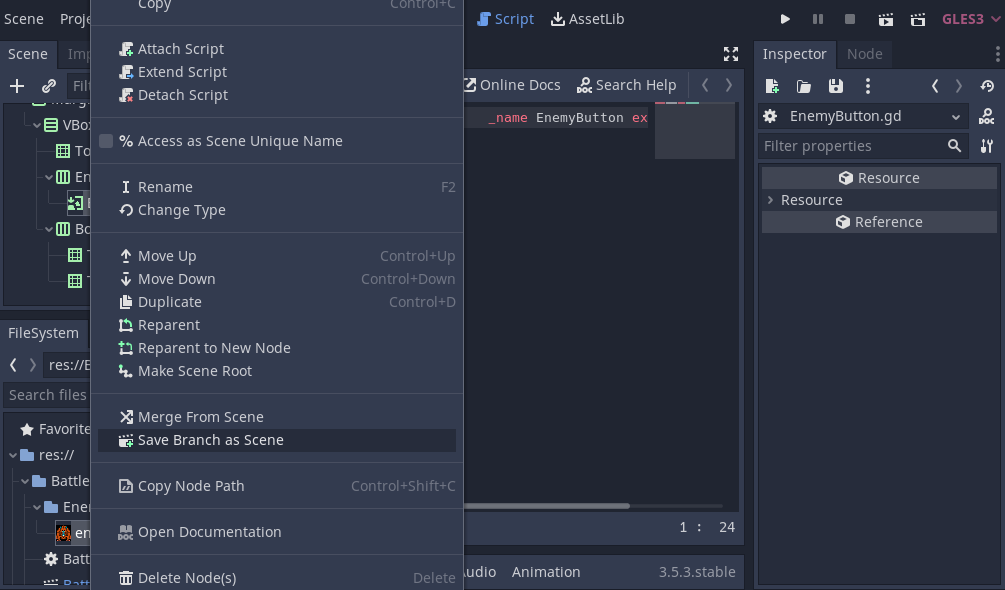 Scene Proje
Script AssetLib GLES3
Copy Control+C
Scene Imp
Inspector Node
Attach Script
Extend Script
Detach Script
Filt
Online Docs Search Help
_name EnemyButton ex
EnemyButton.gd
Filter properties
Resource
Resource
Reference
VBox
To
En
Bo
Access as Scene Unique Name
Rename F2
Change Type
Move Up Control+Up
Move Down Control+Down
Duplicate Control+D
Reparent
Reparent to New Node
Make Scene Root
Merge From Scene
Save Branch as Scene
Copy Node Path Control+Shift+C
Open Documentation
Delete Node(s) Delete
FileSystem
Search files
Favorite
res://
Battle
Ene
en
Batt
Batt
1 : 24
Audio Animation 3.5.3.stable